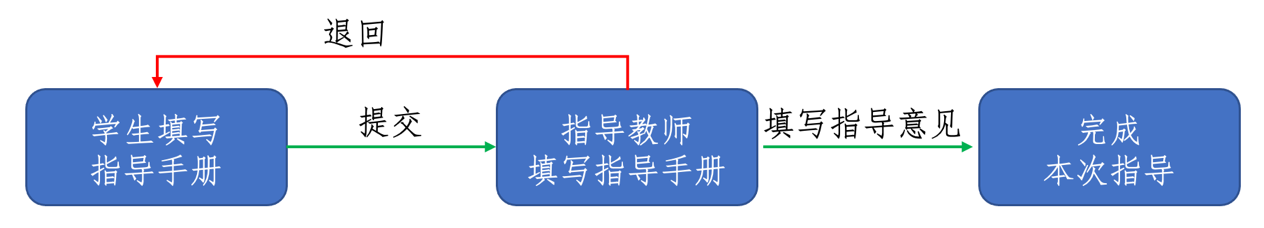 退回
学生填写
指导手册
提交
指导教师
填写指导手册
填写指导意见
完成
本次指导